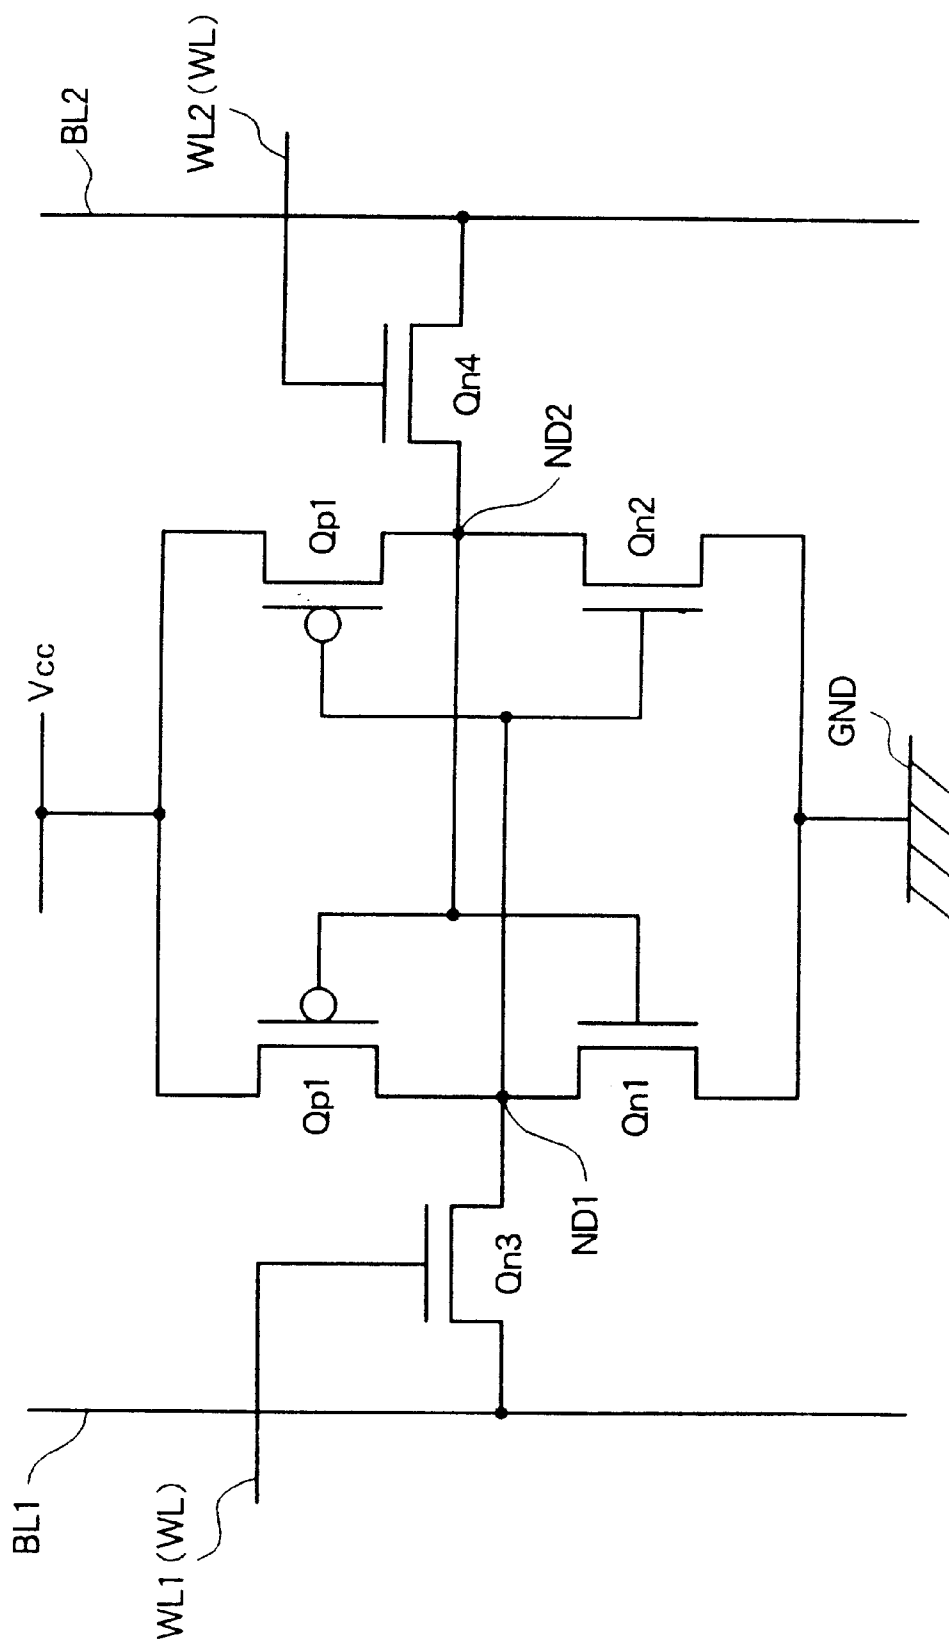 Vcc
BL1
BL2
WL1(WL)
WL2(WL)
Qp1
Qp1
Qn3
Qn4
ND1
ND2
Qn1
Qn2
GND